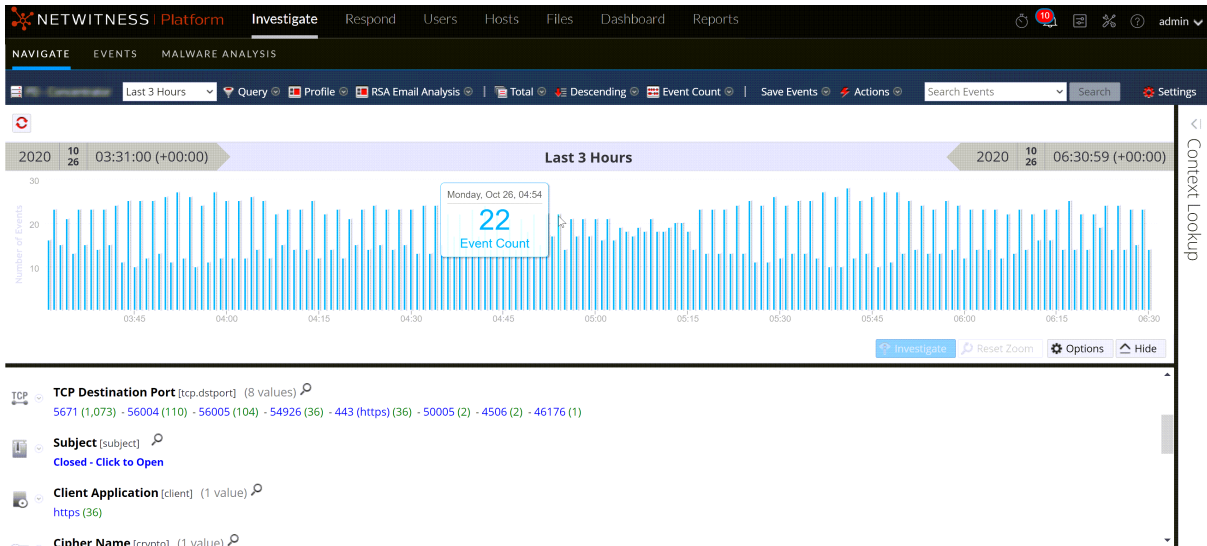 NETWITNESS Platform Investigate Respond Users Hosts Files Dashboard Reports 10 admin
NAVIGATE EVENTS MALWARE ANALYSIS
Last 3 Hours Query Profile RSA Email Analysis | Total Descending Event Count | Save Events Actions Search Events Search Settings
2020 10 26 03:31:00 (+00:00) Last 3 Hours 2020 10 26 06:30:59 (+00:00)
Context Lookup
Number of Events
30
20
10
Monday, Oct 26, 04:54
22
Event Count
03:45 04:00 04:15 04:30 04:45 05:00 05:15 05:30 05:45 06:00 06:15 06:30
Investigate Reset Zoom Options Hide
TCP TCP Destination Port [tcp.dstport] (8 values)
5671 (1,073) - 56004 (110) - 56005 (104) - 54926 (36) - 443 (https) (36) - 50005 (2) - 4506 (2) - 46176 (1)
Subject [subject]
Closed - Click to Open
Client Application [client] (1 value)
https (36)
Cipher Name [crypto] (1 value)